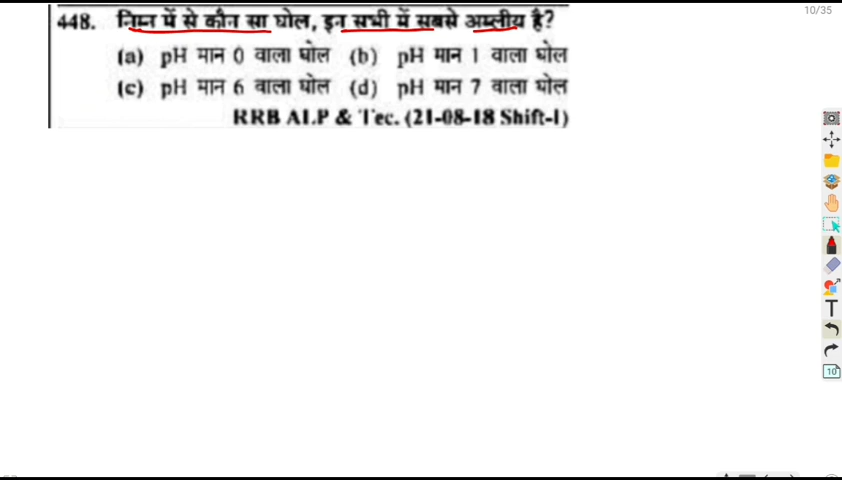 10/35
448. निम्न में से कौन सा घोल, इन सभी में सबसे अम्लीय है?
(a) pH मान 0 वाला घोल (b) pH मान 1 वाला घोल
(c) pH मान 6 वाला घोल (d) pH मान 7 वाला घोल
RRB ALP & Tec. (21-08-18 Shift-I)
T
10